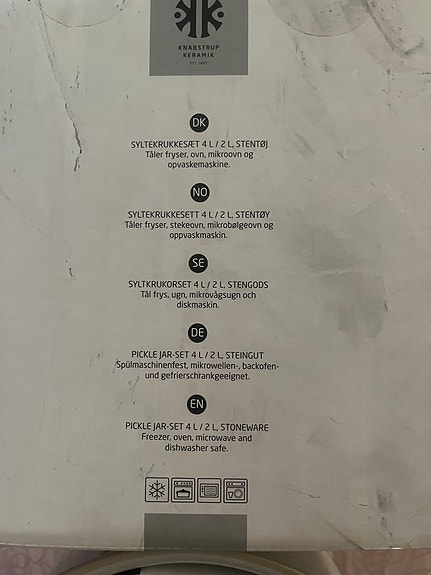 KNABSTRUP
KERAMIK
EST. 1897
DK
SYLTEKRUKKESÆT 4 L / 2 L, STENTØJ
Tåler fryser, ovn, mikroovn og
opvaskemaskine.
NO
SYLTEKRUKKESETT 4 L / 2 L, STENTØY
Tåler fryser, stekeovn, mikrobølgeovn og
oppvaskmaskin.
SE
SYLTKRUKORSET 4 L / 2 L, STENGODS
Tål frys, ugn, mikrovågsugn och
diskmaskin.
DE
PICKLE JAR-SET 4 L / 2 L, STEINGUT
Spülmaschinenfest, mikrowellen-, backofen-
und gefrierschrankgeeignet.
EN
PICKLE JAR-SET 4 L / 2 L, STONEWARE
Freezer, oven, microwave and
dishwasher safe.